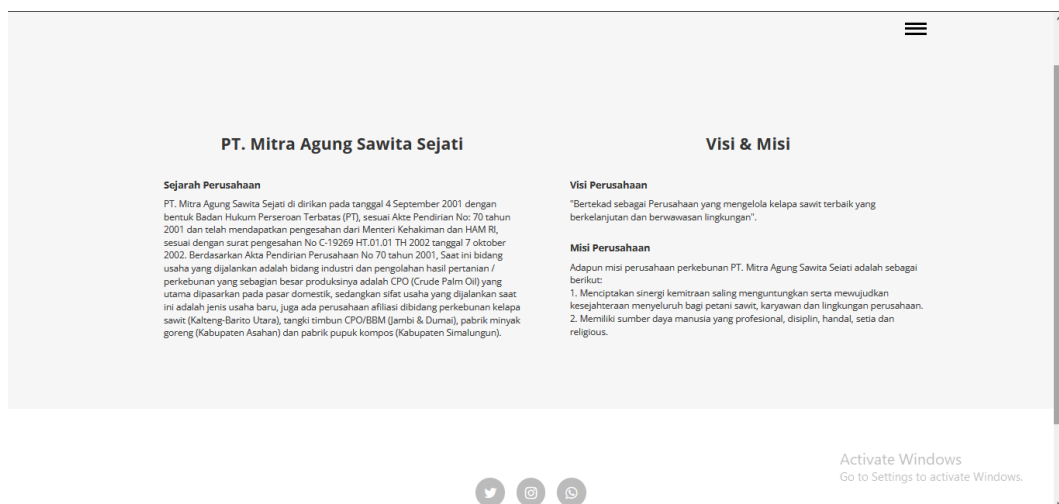 PT. Mitra Agung Sawita Sejati
Sejarah Perusahaan
PT. Mitra Agung Sawita Sejati di dirikan pada tanggal 4 September 2001 dengan
bentuk Badan Hukum Perseroan Terbatas (PT), sesuai Akte Pendirian No: 70 tahun
2001 dan telah mendapatkan pengesahan dari Menteri Kehakiman dan HAM RI,
sesuai dengan surat pengesahan No C-19269 HT.01.01 TH 2002 tanggal 7 oktober
2002. Berdasarkan Akta Pendirian Perusahaan No 70 tahun 2001, Saat ini bidang
usaha yang dijalankan adalah bidang industri dan pengolahan hasil pertanian /
perkebunan yang sebagian besar produksinya adalah CPO (Crude Palm Oil) yang
utama dipasarkan pada pasar domestik, sedangkan sifat usaha yang dijalankan saat
ini adalah jenis usaha baru, juga ada perusahaan afiliasi dibidang perkebunan kelapa
sawit (Kalteng-Barito Utara), tangki timbun CPO/BBM (Jambi & Dumai), pabrik minyak
goreng (Kabupaten Asahan) dan pabrik pupuk kompos (Kabupaten Simalungun).
Visi & Misi
Visi Perusahaan
"Bertekad sebagai Perusahaan yang mengelola kelapa sawit terbaik yang
berkelanjutan dan berwawasan lingkungan".
Misi Perusahaan
Adapun misi perusahaan perkebunan PT. Mitra Agung Sawita Seiati adalah sebagai
berikut:
1. Menciptakan sinergi kemitraan saling menguntungkan serta mewujudkan
kesejahteraan menyeluruh bagi petani sawit, karyawan dan lingkungan perusahaan.
2. Memiliki sumber daya manusia yang profesional, disiplin, handal, setia dan
religious.
Activate Windows
Go to Settings to activate Windows.